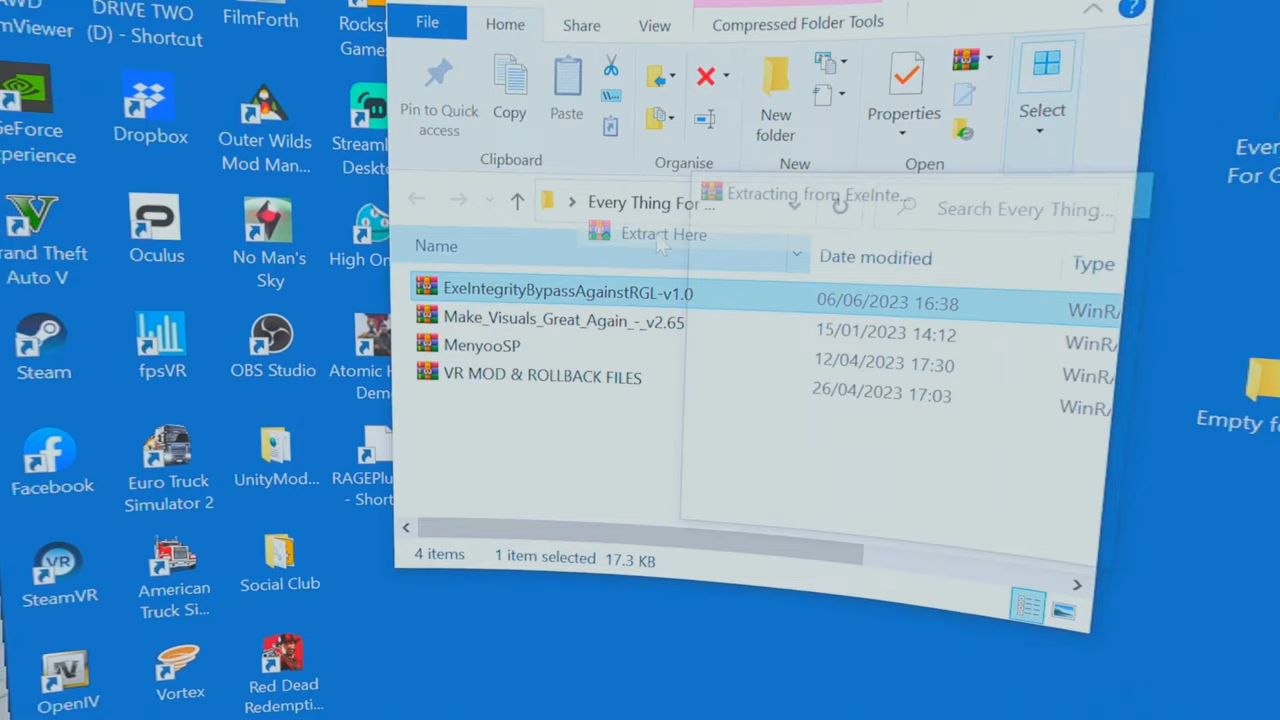 mViewer
DRIVE TWO
(D) - Shortcut
FilmForth
Rocks
Game
GeForce
xperience
Dropbox
Outer Wilds
Mod Man...
Streaml
Deskto
Grand Theft
Auto V
Oculus
No Man's
Sky
High On
Steam
fpsVR
OBS Studio
Atomic H
Dem
Facebook
Euro Truck
Simulator 2
UnityMod...
RAGEPlu
- Short
SteamVR
American
Truck Si...
Social Club
OpenIV
Vortex
Red Dead
Redempti...
File
Home
Share
View
Compressed Folder Tools
Pin to Quick
access
Copy
Paste
Clipboard
Organise
New
folder
New
Properties
Open
Select
Every Thing For ...
Extracting from ExeInte...
Search Every Thing...
Extract Here
Name
Date modified
Type
ExeIntegrityBypassAgainstRGL-v1.0
06/06/2023 16:38
WinRA
Make_Visuals_Great_Again_-_v2.65
15/01/2023 14:12
WinRA
MenyooSP
12/04/2023 17:30
WinRA
VR MOD & ROLLBACK FILES
26/04/2023 17:03
WinRA
4 items
1 item selected 17.3 KB
Ever
For G
Empty f